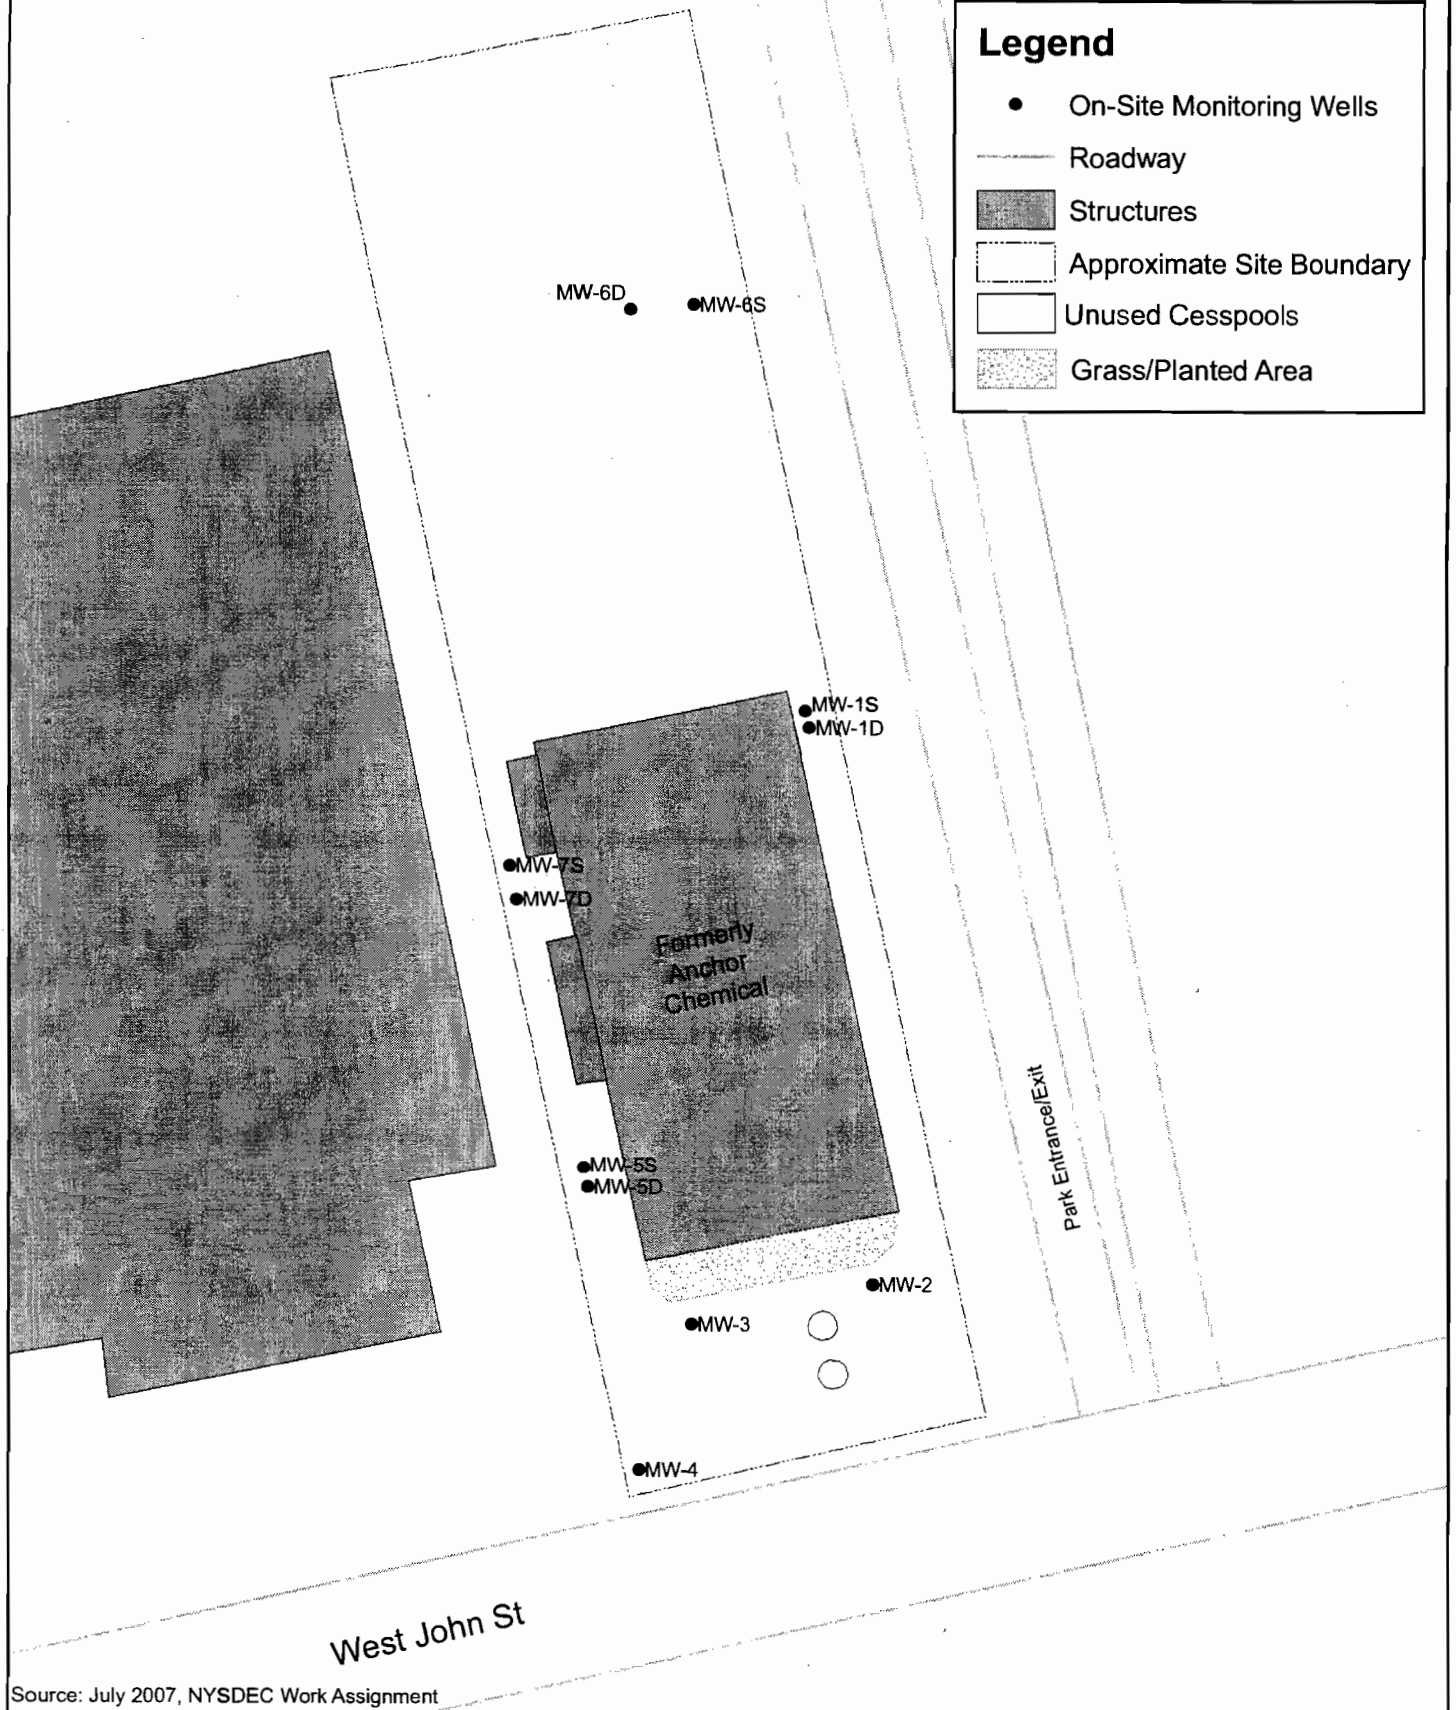 Legend
On-Site Monitoring Wells
Roadway
Structures
Approximate Site Boundary
Unused Cesspools
Grass/Planted Area
MW-6D
MW-6S
MW-1S
MW-1D
MW-7S
MW-7D
Formerly
Anchor
Chemical
Park Entrance/Exit
MW-5S
MW-5D
MW-2
MW-3
MW-4
West John St
Source: July 2007, NYSDEC Work Assignment